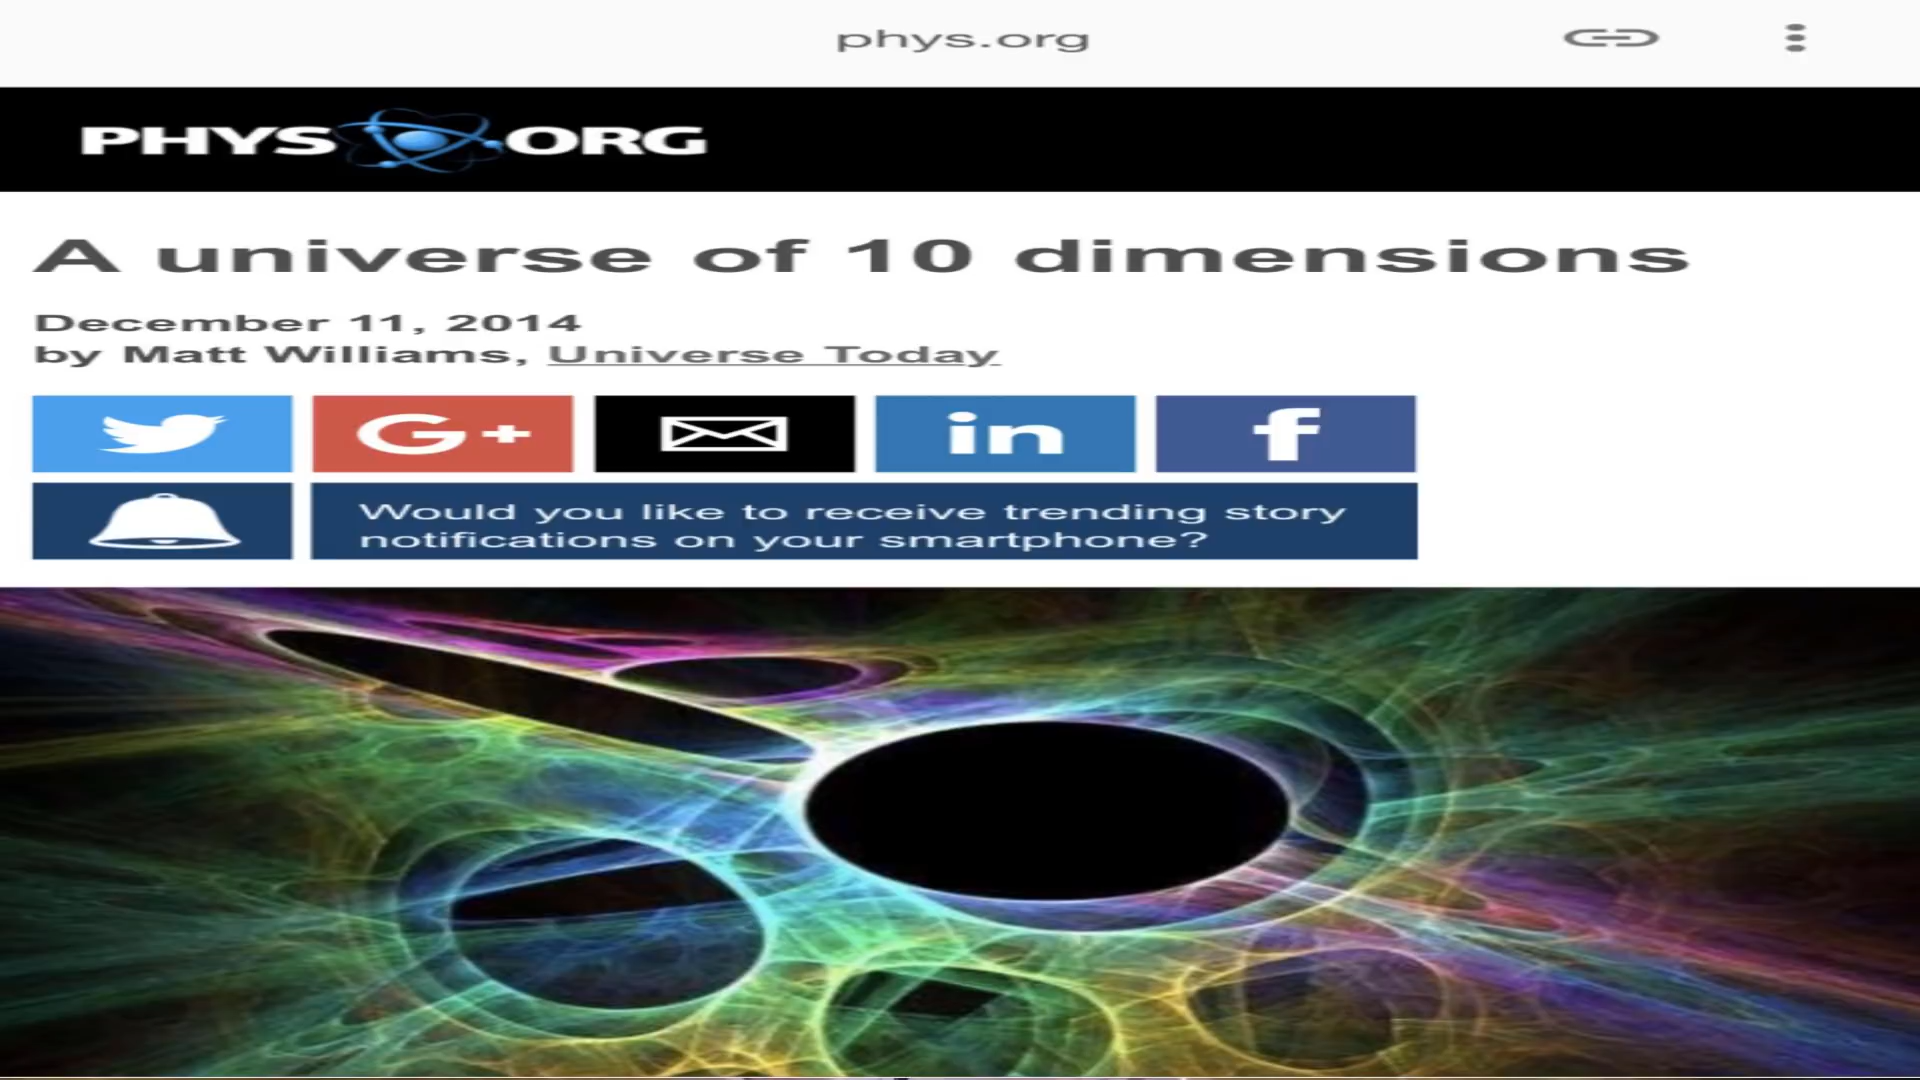 phys.org
PHYS ORG
A universe of 10 dimensions
December 11, 2014
by Matt Williams, Universe Today
G+
in
f
Would you like to receive trending story
notifications on your smartphone?